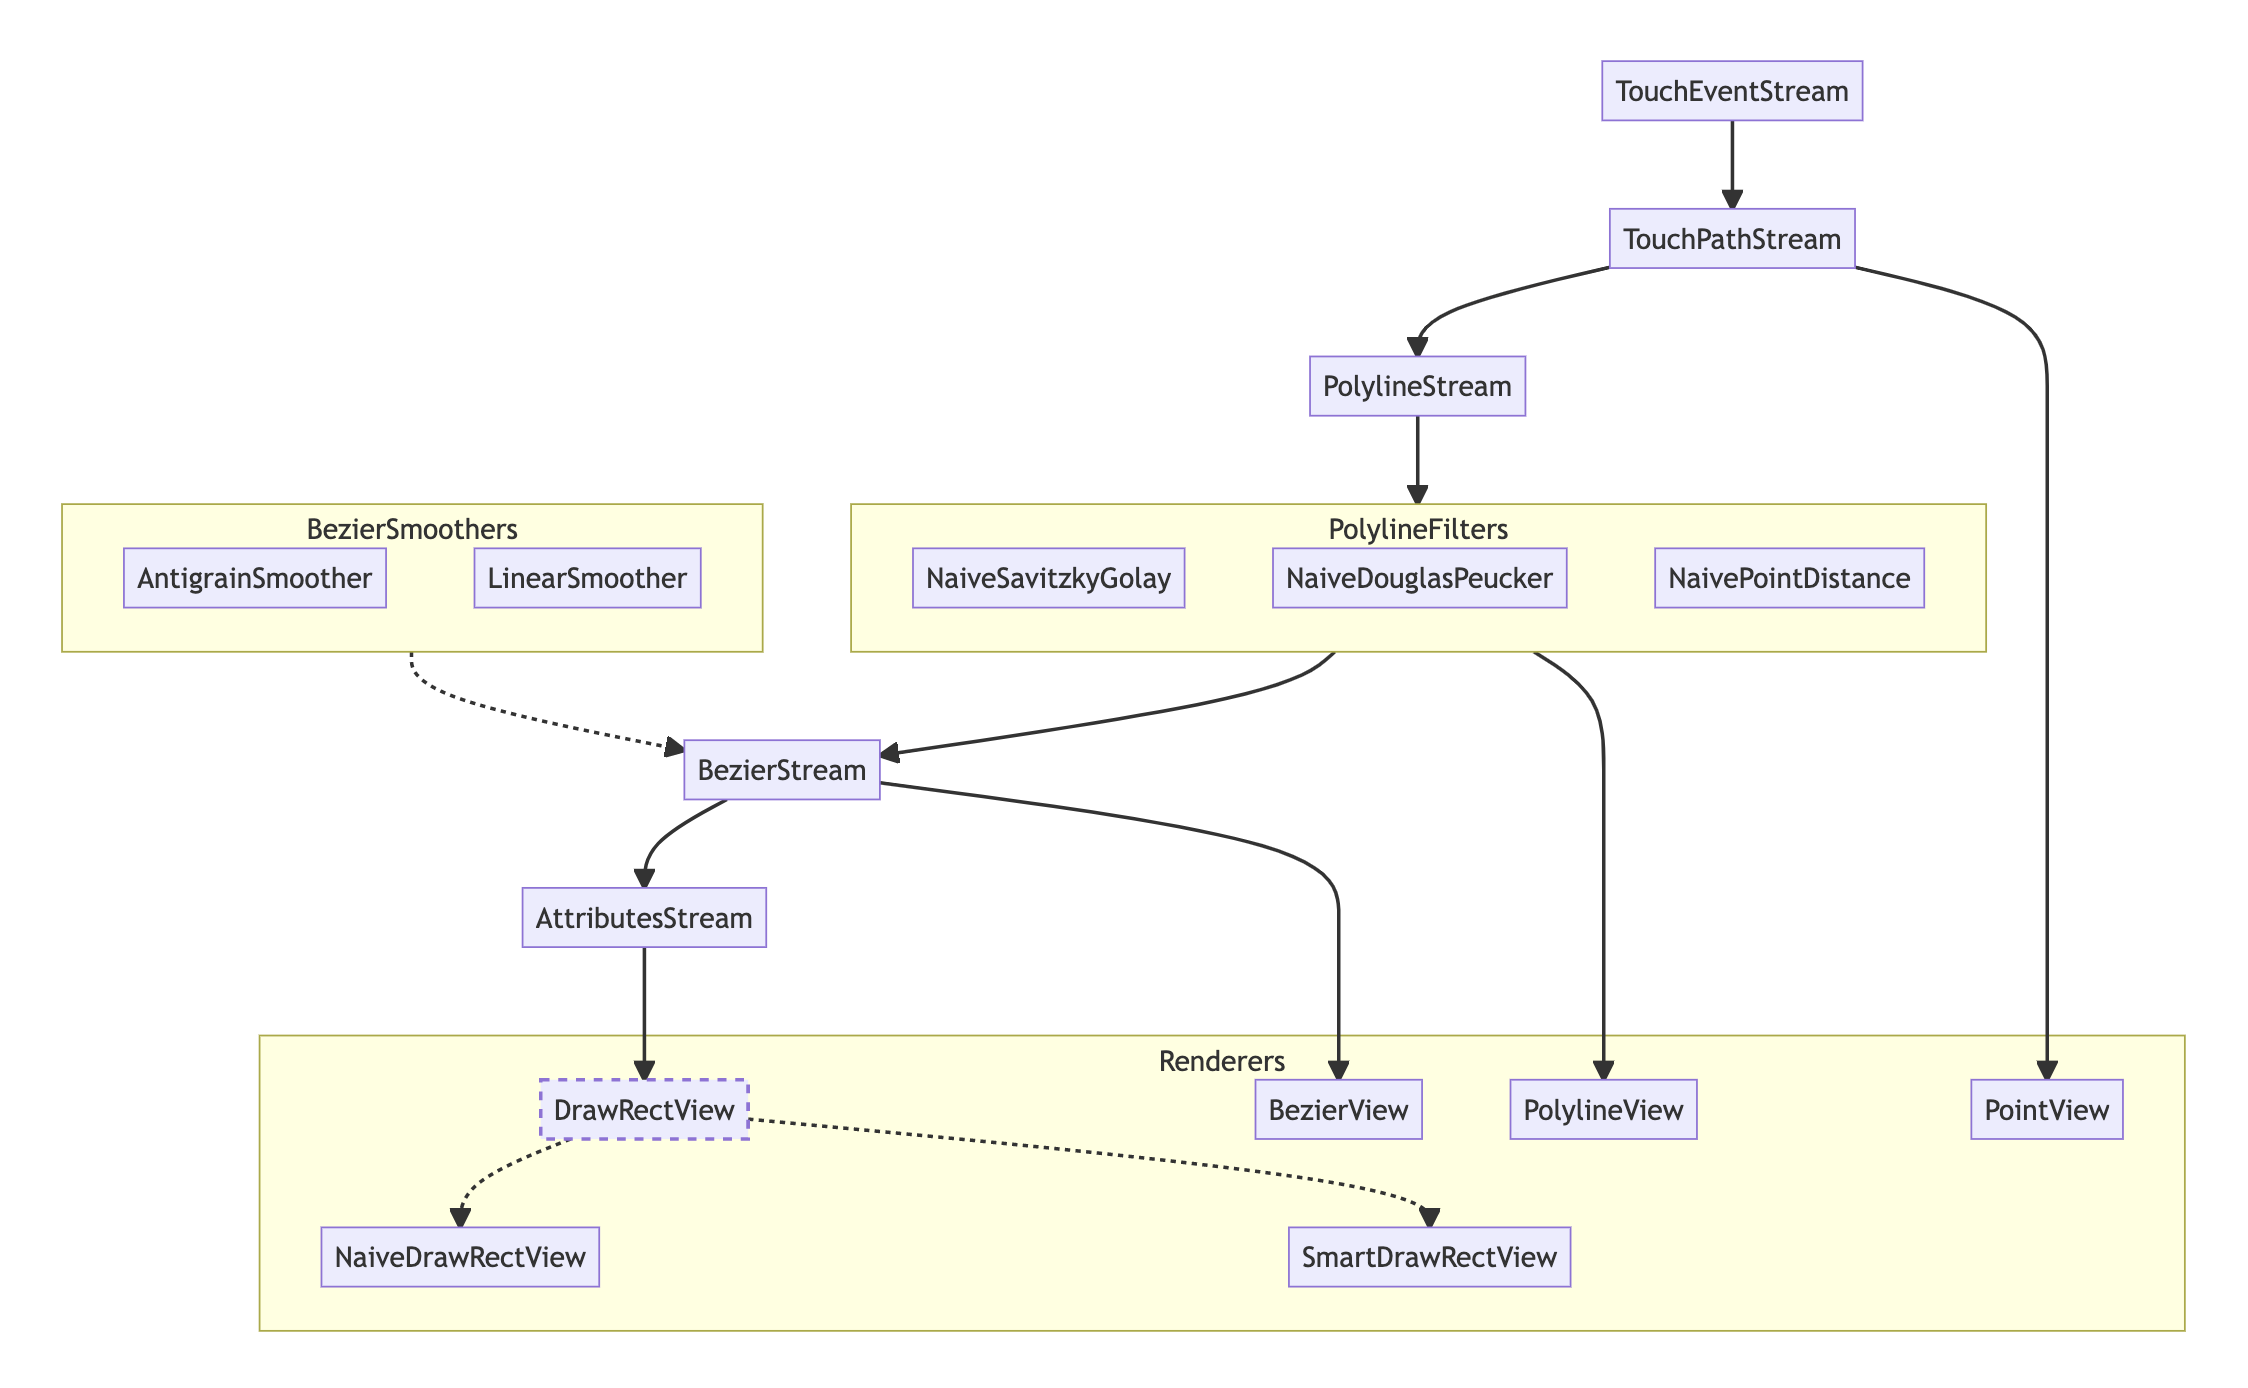 TouchEventStream
TouchPathStream
PolylineStream
BezierSmoothers
AntigrainSmoother
LinearSmoother
PolylineFilters
NaiveSavitzkyGolay
NaiveDouglasPeucker
NaivePointDistance
BezierStream
AttributesStream
Renderers
DrawRectView
BezierView
PolylineView
PointView
NaiveDrawRectView
SmartDrawRectView